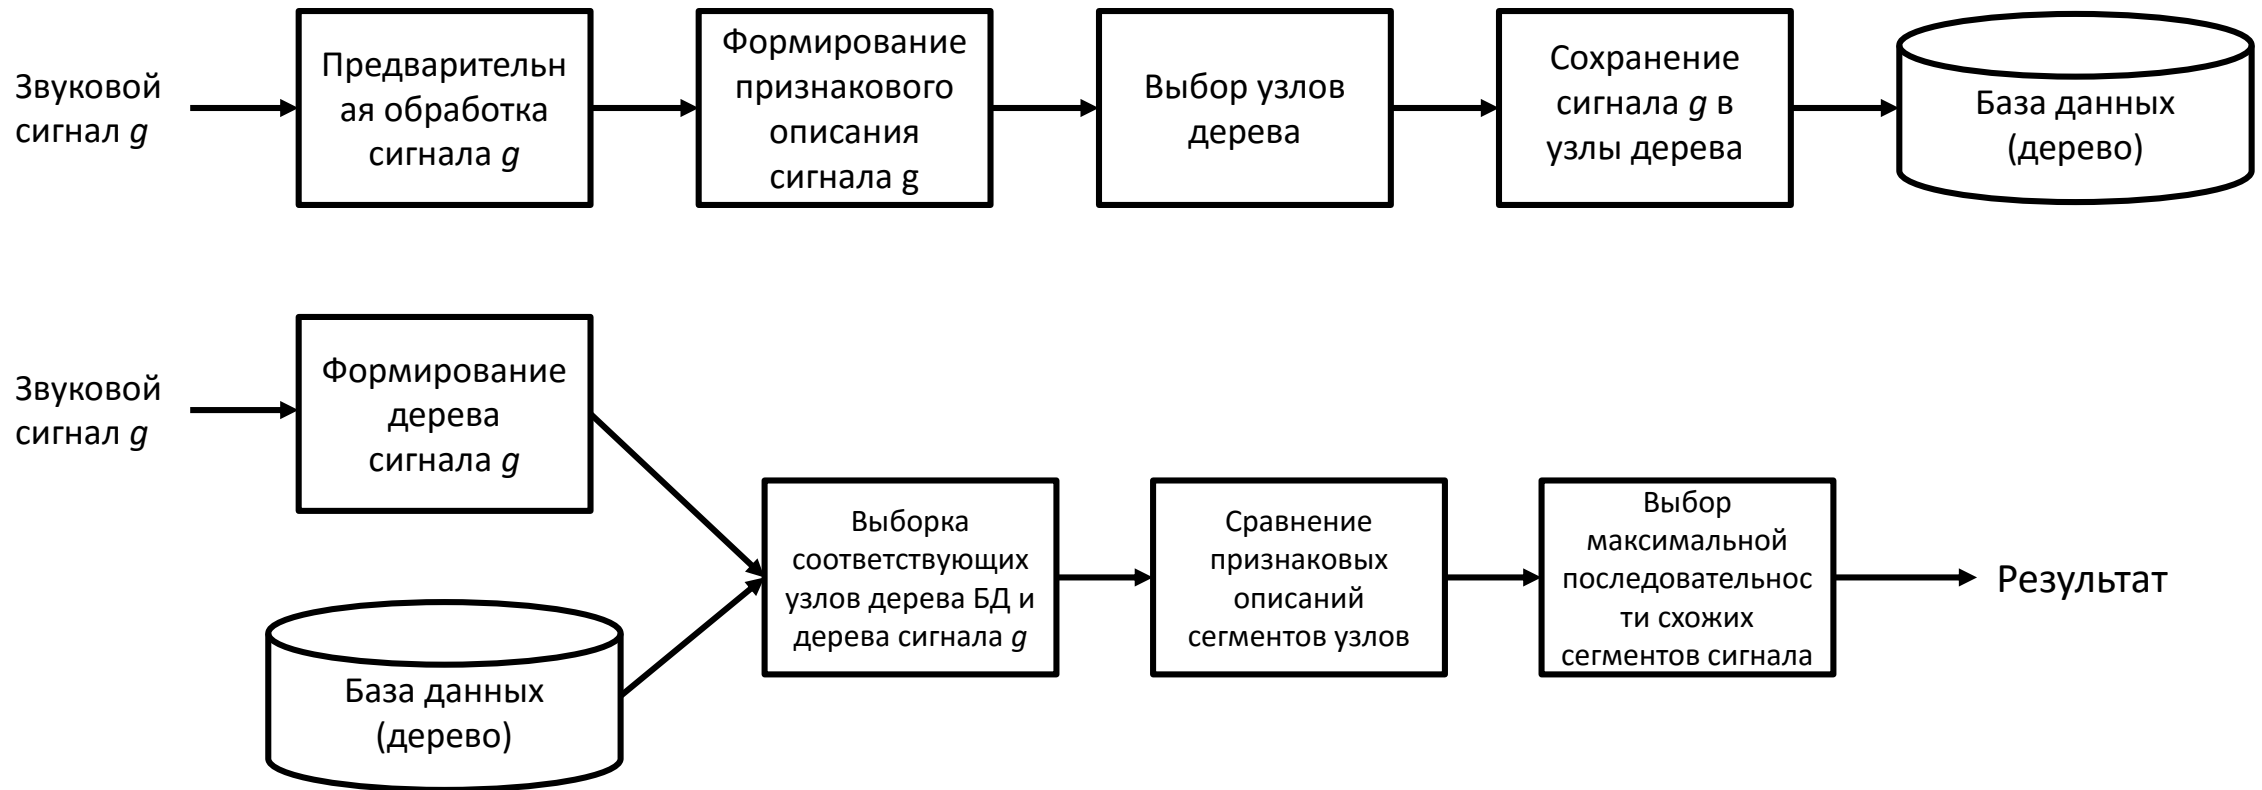 Звуковой
сигнал g
Предварительн
ая обработка
сигнала g
Формирование
признакового
описания
сигнала g
Выбор узлов
дерева
Сохранение
сигнала g в
узлы дерева
База данных
(дерево)
Звуковой
сигнал g
Формирование
дерева
сигнала g
База данных
(дерево)
Выборка
соответствующих
узлов дерева БД и
дерева сигнала g
Сравнение
признаковых
описаний
сегментов узлов
Выбор
максимальной
последовательнос
ти схожих
сегментов сигнала
Результат